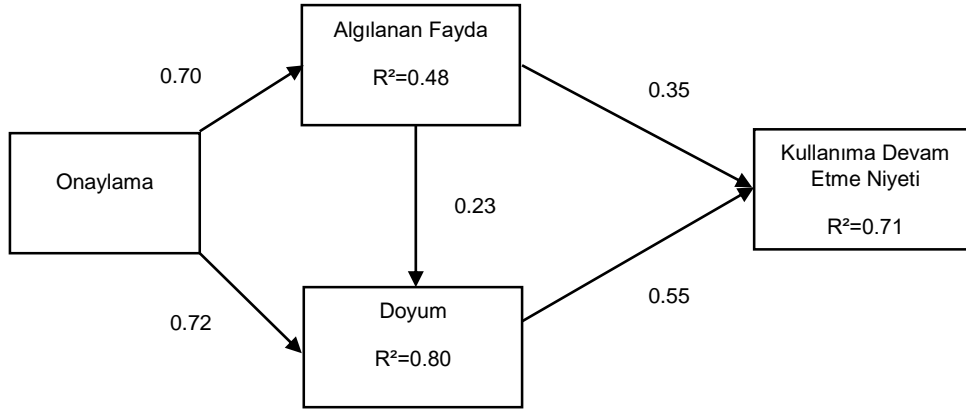 Algılanan Fayda
R²=0.48
0.70
0.35
Onaylama
Kullanıma Devam
Etme Niyeti
R²=0.71
0.23
0.72
Doyum
R²=0.80
0.55